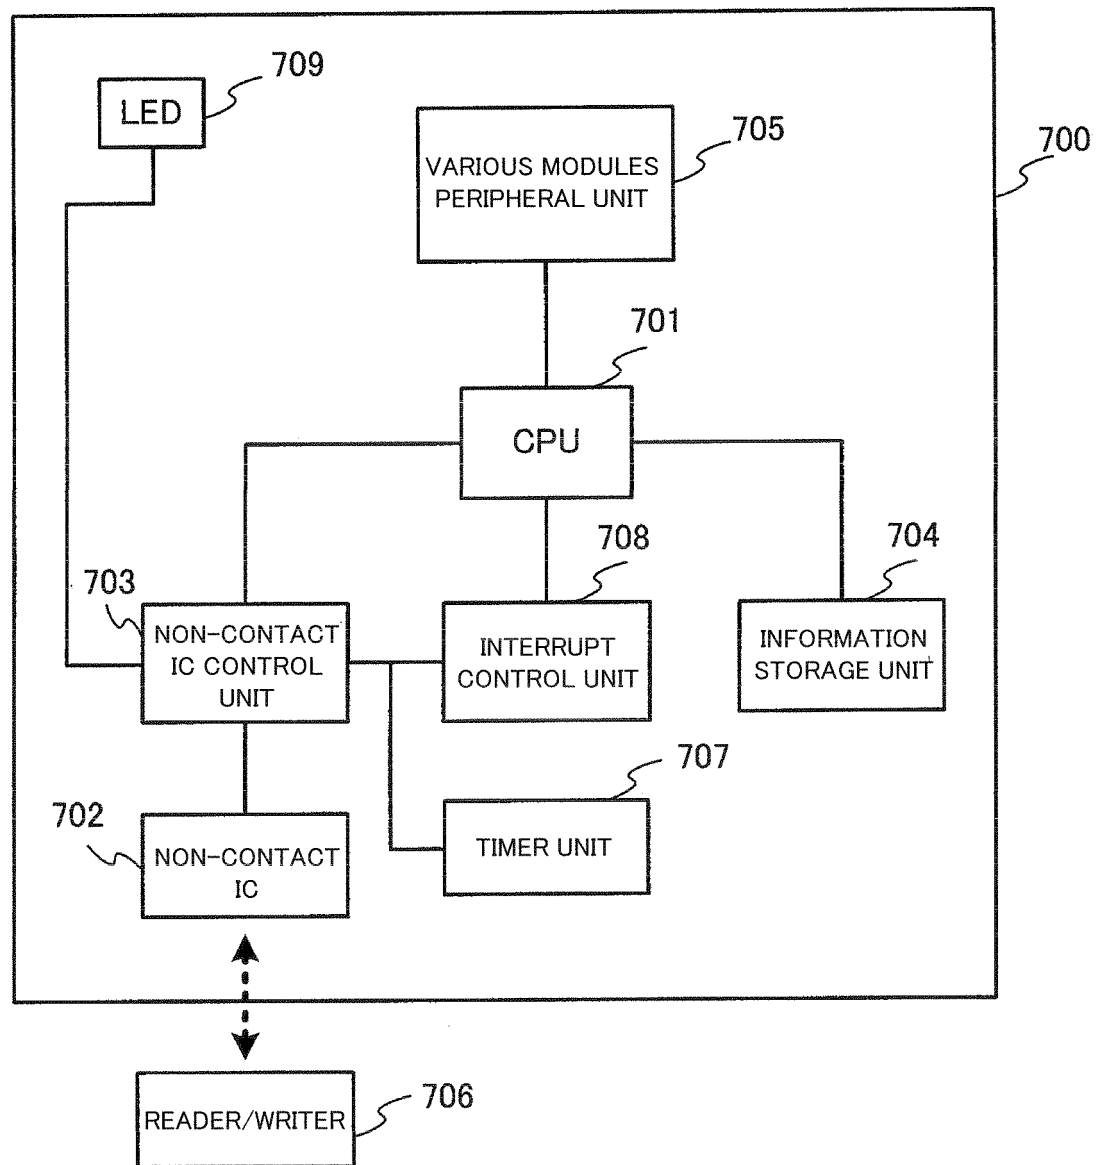 709
LED
705
700
VARIOUS MODULES
PERIPHERAL UNIT
701
CPU
708
704
703
NON-CONTACT
IC CONTROL
UNIT
INTERRUPT
CONTROL UNIT
INFORMATION
STORAGE UNIT
707
702
NON-CONTACT
IC
TIMER UNIT
READER/WRITER
706